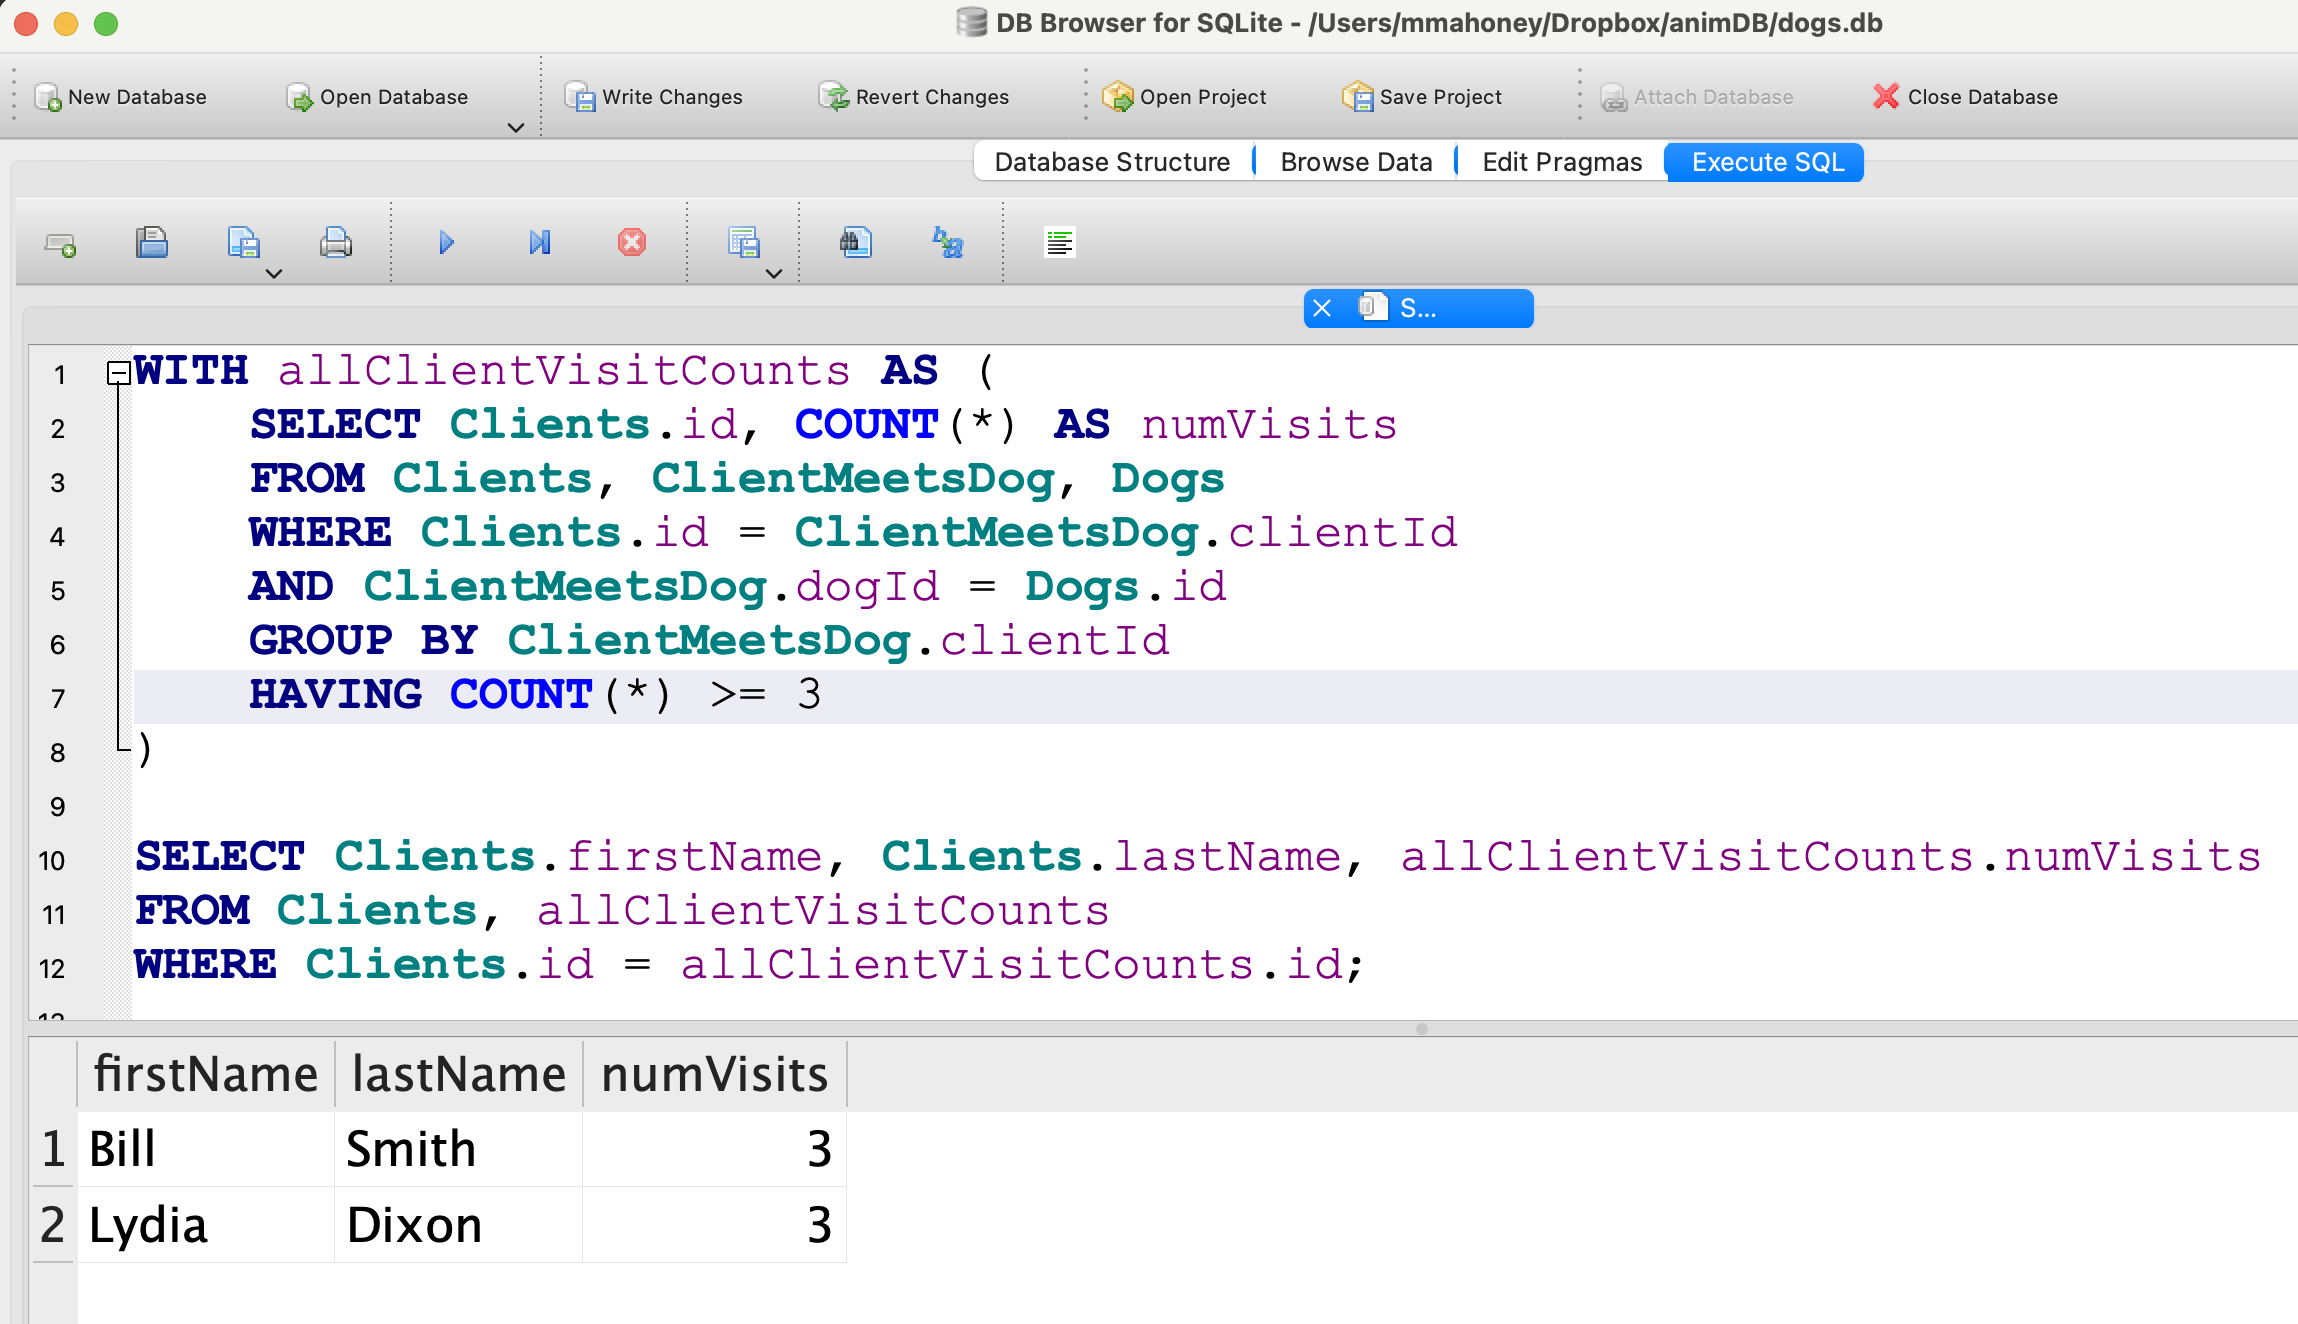 DB Browser for SQLite - /Users/mmahoney/Dropbox/animDB/dogs.db
New Database Open Database Write Changes Revert Changes Open Project Save Project Attach Database Close Database
Database Structure Browse Data Edit Pragmas Execute SQL
S...
1 WITH allClientVisitCounts AS (
2 SELECT Clients.id, COUNT(*) AS numVisits
3 FROM Clients, ClientMeetsDog, Dogs
4 WHERE Clients.id = ClientMeetsDog.clientId
5 AND ClientMeetsDog.dogId = Dogs.id
6 GROUP BY ClientMeetsDog.clientId
7 HAVING COUNT(*) >= 3
8 )
9
10 SELECT Clients.firstName, Clients.lastName, allClientVisitCounts.numVisits
11 FROM Clients, allClientVisitCounts
12 WHERE Clients.id = allClientVisitCounts.id;
firstName lastName numVisits
1 Bill Smith 3
2 Lydia Dixon 3